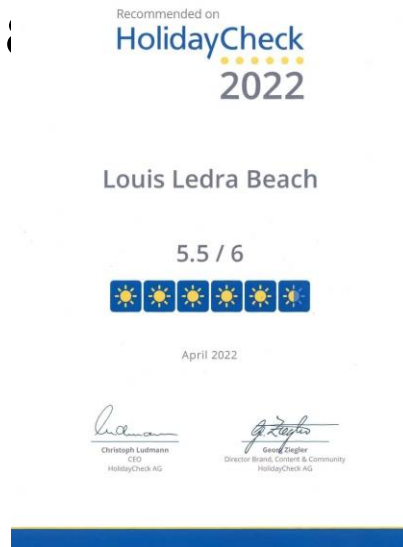 Recommended on
HolidayCheck
2022
Louis Ledra Beach
5.5 / 6
April 2022
Christoph Ludmann
CEO
HolidayCheck AG
Georg Ziegler
Director Brand, Content & Community
HolidayCheck AG